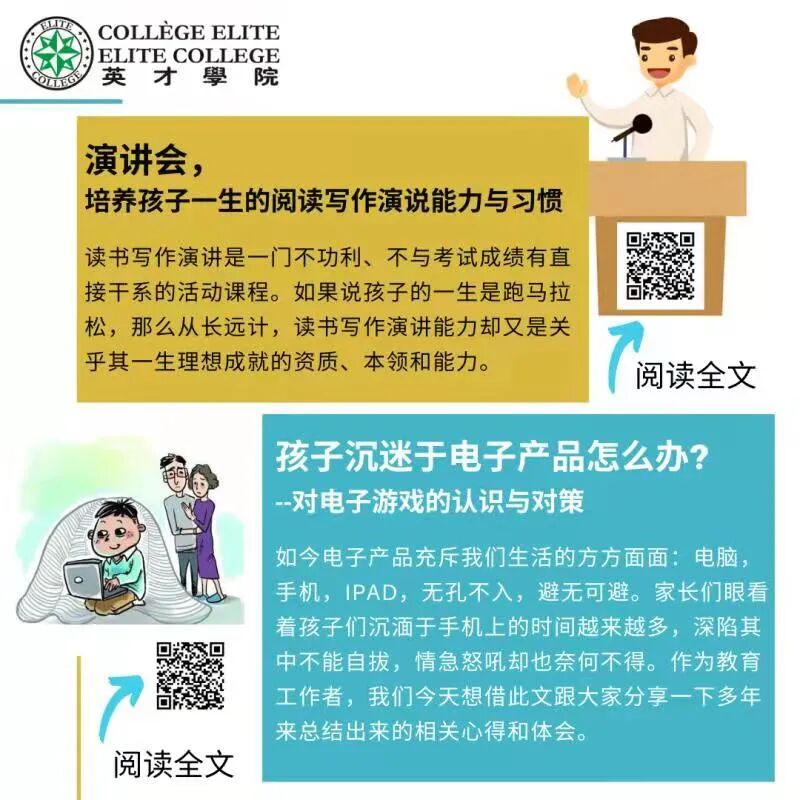 COLLÈGE ELITE
ELITE COLLEGE
英才學院
ELITE
COLLEGE
演讲会，
培养孩子一生的阅读写作演说能力与习惯
读书写作演讲是一门不功利、不与考试成绩有直
接干系的活动课程。如果说孩子的一生是跑马拉
松，那么从长远计，读书写作演讲能力却又是关
乎其一生理想成就的资质、本领和能力。
阅读全文
孩子沉迷于电子产品怎么办?
--对电子游戏的认识与对策
如今电子产品充斥我们生活的方方面面：电脑，
手机，IPAD，无孔不入，避无可避。家长们眼看
着孩子们沉湎于手机上的时间越来越多，深陷其
中不能自拔，情急怒吼却也奈何不得。作为教育
工作者，我们今天想借此文跟大家分享一下多年
来总结出来的相关心得和体会。
阅读全文